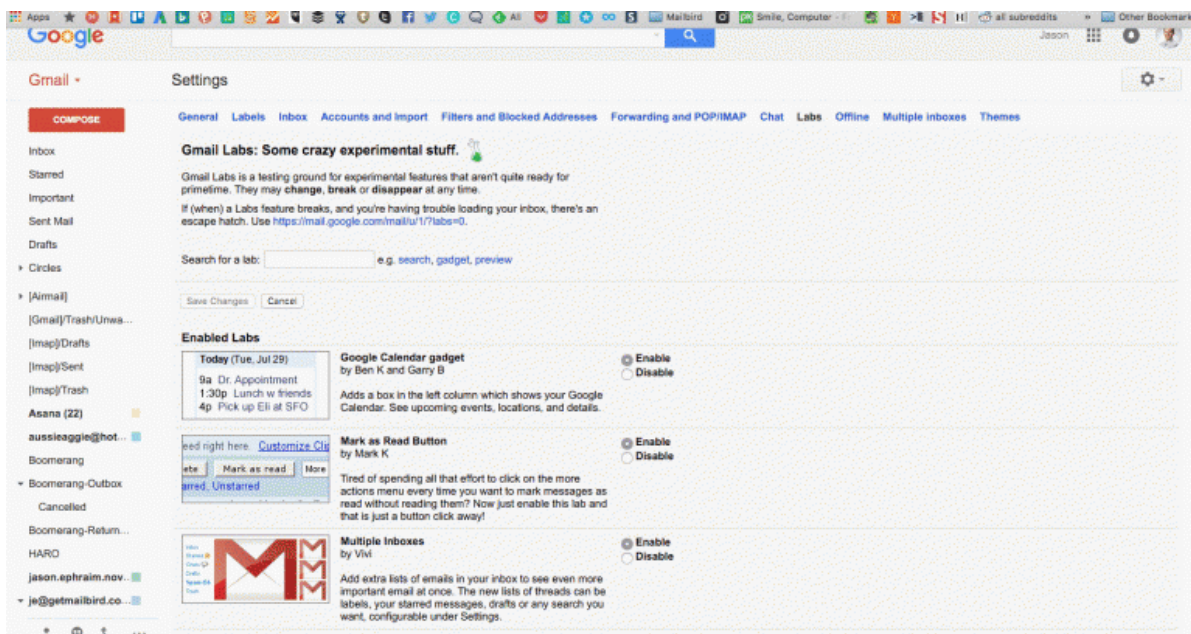 Apps
All
Mailbird
Smile, Computer -
all subreddits
»
Other Bookmark
Google
Jason
Gmail
Settings
COMPOSE
General Labels Inbox Accounts and Import Filters and Blocked Addresses Forwarding and POP/IMAP Chat Labs Offline Multiple inboxes Themes
Inbox
Starred
Important
Sent Mail
Drafts
Circles
[Airmail]
[Gmail]/Trash/Unwa...
[Imap]/Drafts
[Imap]/Sent
[Imap]/Trash
Asana (22)
aussieaggie@hot...
Boomerang
Boomerang-Outbox
Cancelled
Boomerang-Return...
HARO
jason.ephraim.nov...
je@getmailbird.co...
Gmail Labs: Some crazy experimental stuff.
Gmail Labs is a testing ground for experimental features that aren't quite ready for
primetime. They may change, break or disappear at any time.
If (when) a Labs feature breaks, and you're having trouble loading your inbox, there's an
escape hatch. Use https://mail.google.com/mail/u/1/?labs=0.
Search for a lab: e.g. search, gadget, preview
Save Changes Cancel
Enabled Labs
Today (Tue, Jul 29)
9a Dr. Appointment
1:30p Lunch w friends
4p Pick up Eli at SFO
Google Calendar gadget
by Ben K and Garry B
Adds a box in the left column which shows your Google
Calendar. See upcoming events, locations, and details.
Enable
Disable
eed right here. Customize Clip
ete Mark as read More
arred, Unstarred
Mark as Read Button
by Mark K
Tired of spending all that effort to click on the more
actions menu every time you want to mark messages as
read without reading them? Now just enable this lab and
that is just a button click away!
Enable
Disable
Multiple Inboxes
by Vivi
Add extra lists of emails in your inbox to see even more
important email at once. The new lists of threads can be
labels, your starred messages, drafts or any search you
want, configurable under Settings.
Enable
Disable